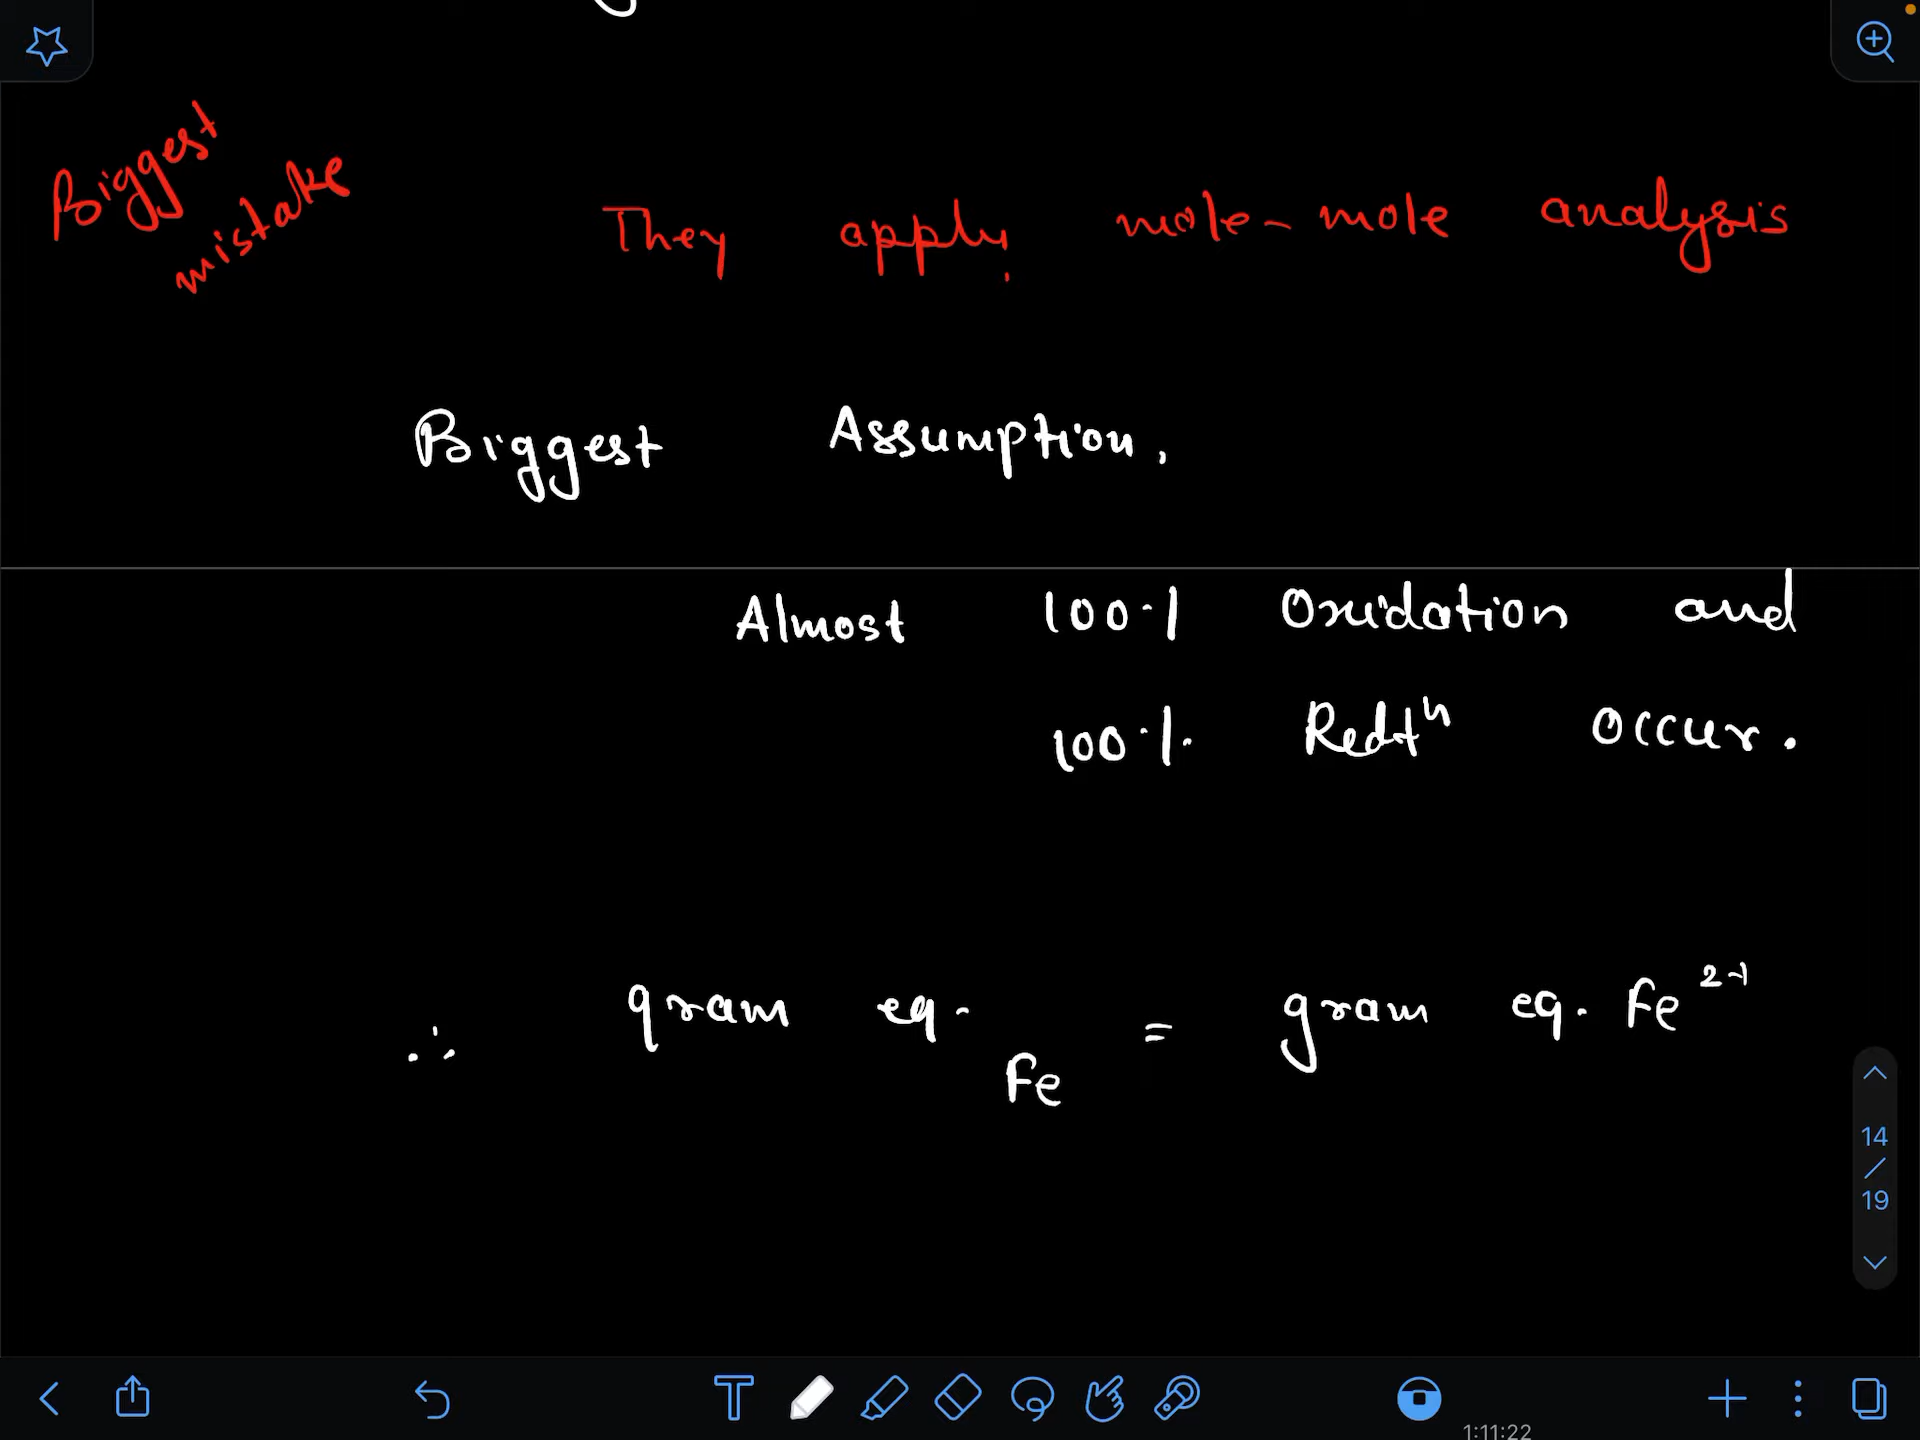 Biggest
mistake
They apply mole-mole analysis
Biggest Assumption.
Almost 100% Oxidation and
100%. Redtⁿ occur.
∴ gram eq. Fe = gram eq. Fe²⁺
14
/
19
1:11:22